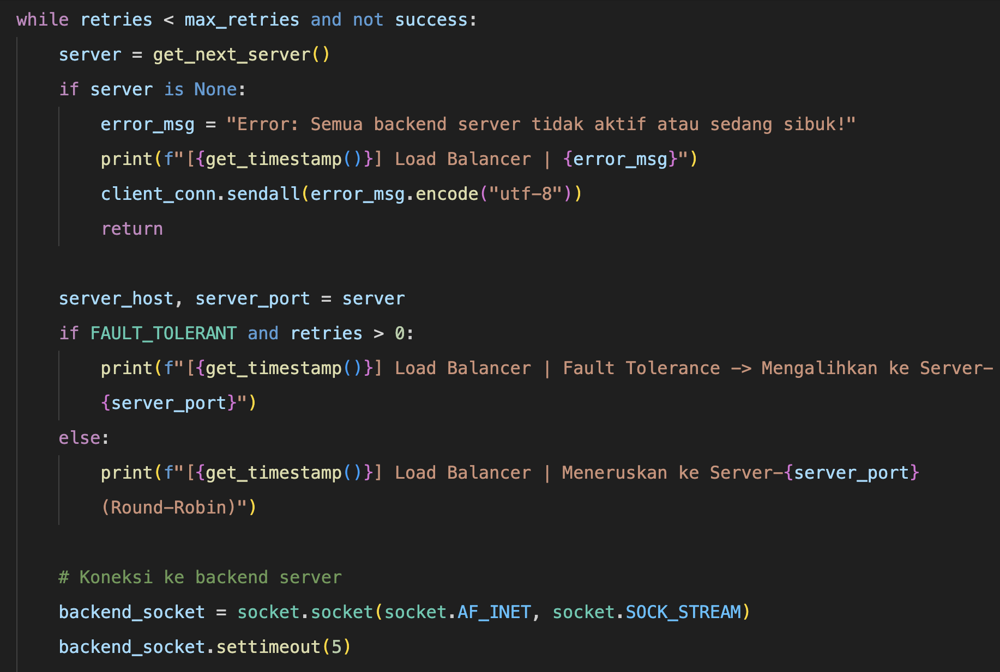 while retries < max_retries and not success:
    server = get_next_server()
    if server is None:
        error_msg = "Error: Semua backend server tidak aktif atau sedang sibuk!"
        print(f"[{get_timestamp()}] Load Balancer | {error_msg}")
        client_conn.sendall(error_msg.encode("utf-8"))
        return

    server_host, server_port = server
    if FAULT_TOLERANT and retries > 0:
        print(f"[{get_timestamp()}] Load Balancer | Fault Tolerance -> Mengalihkan ke Server-
        {server_port}")
    else:
        print(f"[{get_timestamp()}] Load Balancer | Meneruskan ke Server-{server_port}
        (Round-Robin)")

    # Koneksi ke backend server
    backend_socket = socket.socket(socket.AF_INET, socket.SOCK_STREAM)
    backend_socket.settimeout(5)